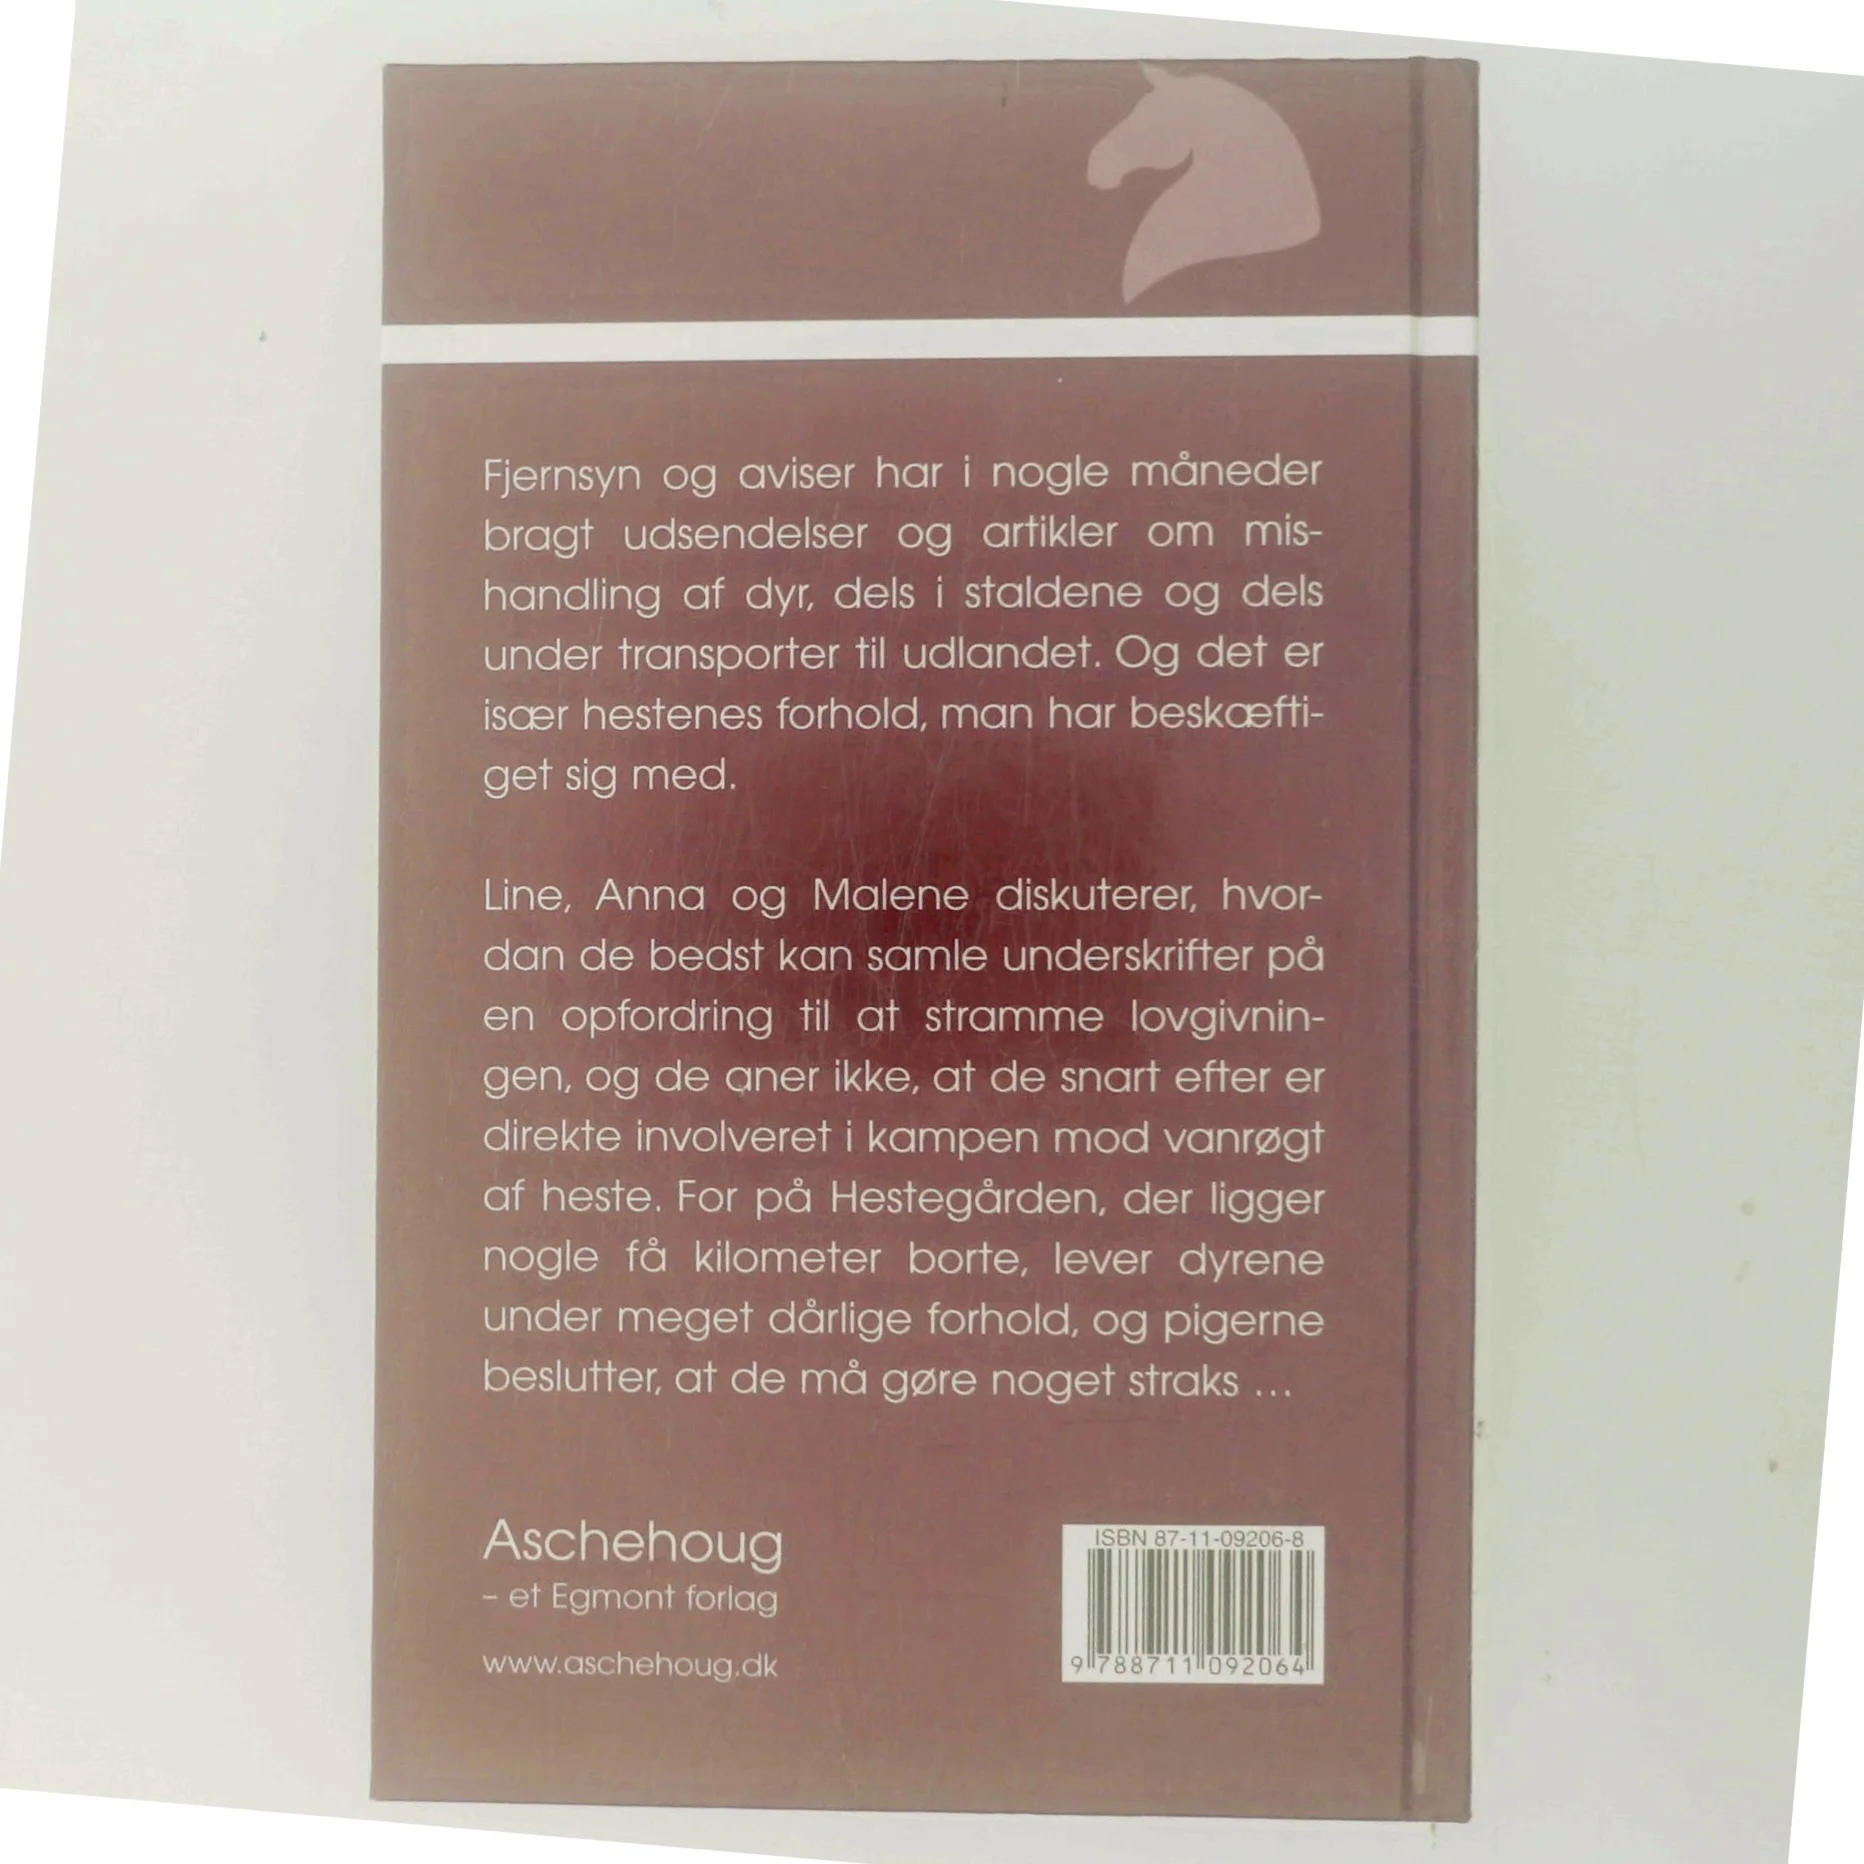 Fjernsyn og aviser har i nogle måneder
bragt udsendelser og artikler om mis-
handling af dyr, dels i staldene og dels
under transporter til udlandet. Og det er
især hestenes forhold, man har beskæfti-
get sig med.
Line, Anna og Malene diskuterer, hvor-
dan de bedst kan samle underskrifter på
en opfordring til at stramme lovgivnin-
gen, og de aner ikke, at de snart efter er
direkte involveret i kampen mod vanrøgt
af heste. For på Hestegården, der ligger
nogle få kilometer borte, lever dyrene
under meget dårlige forhold, og pigerne
beslutter, at de må gøre noget straks ...
Aschehoug
– et Egmont forlag
www.aschehoug.dk
ISBN 87-11-09206-8
9 788711 092064